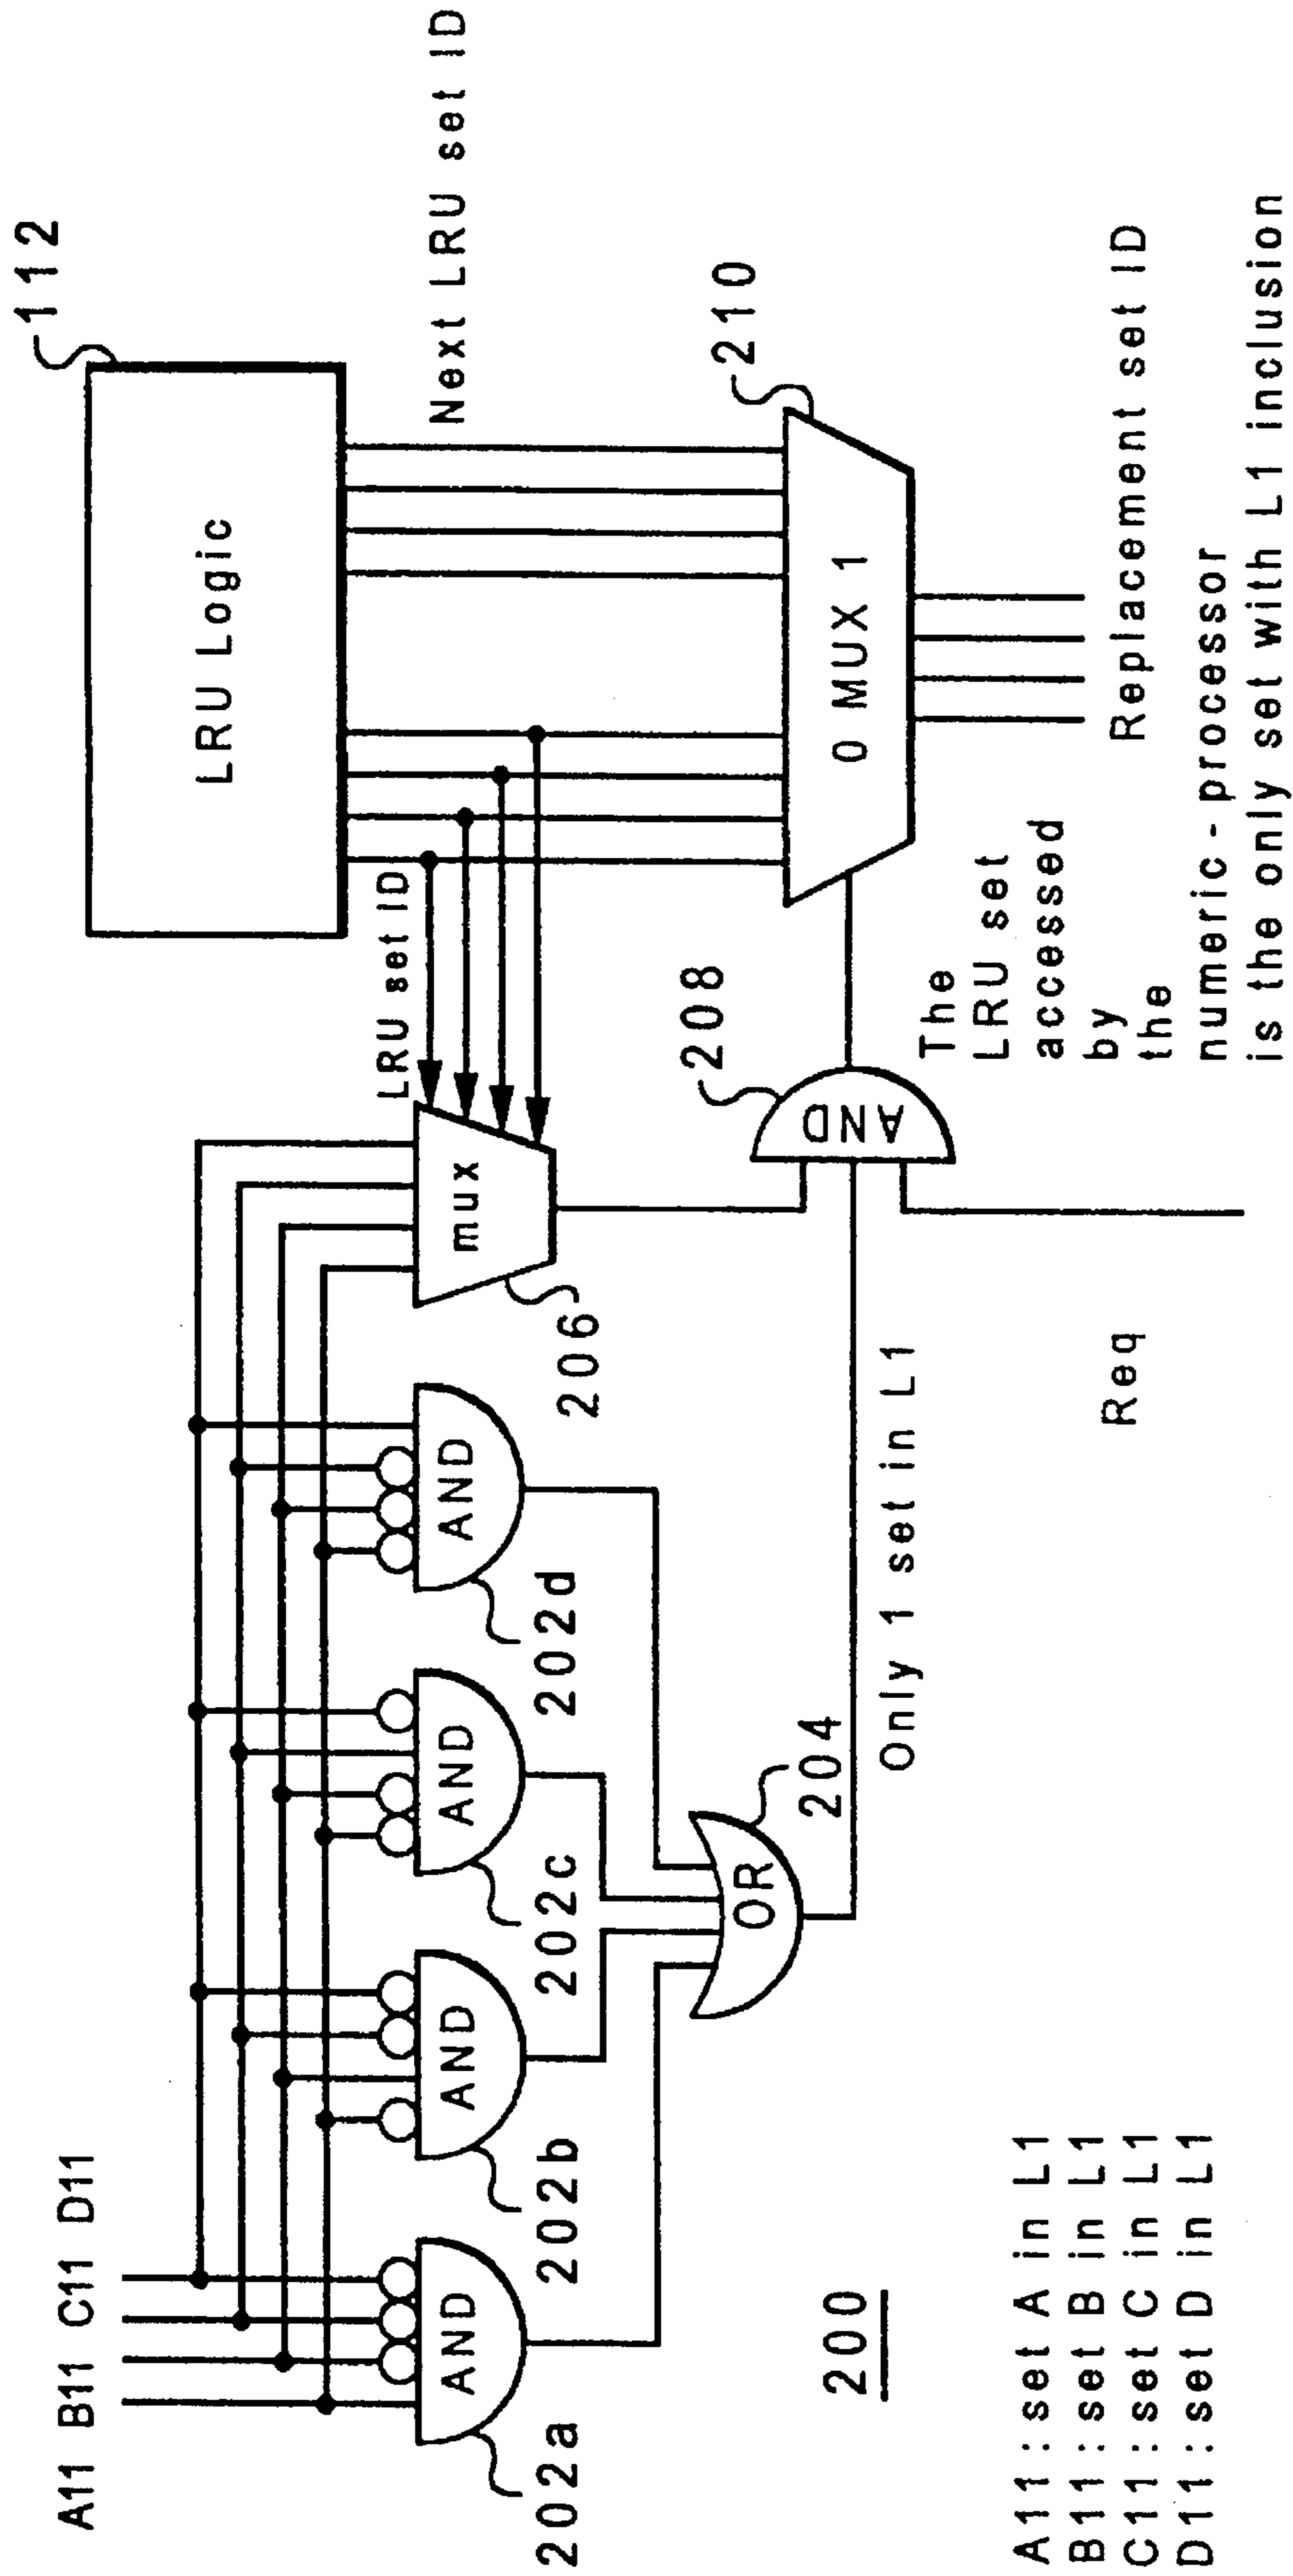 A11 B11 C11 D11
202a
AND
202b
AND
202c
AND
202d
AND
206
mux
LRU set ID
LRU Logic
112
Next LRU set ID
204
OR
Only 1 set in L1
208
AND
210
0 MUX 1
Replacement set ID
The
LRU set
accessed
by
the
numeric-processor
is the only set with L1 inclusion
Req
200
A11:set A in L1
B11:set B in L1
C11:set C in L1
D11:set D in L1